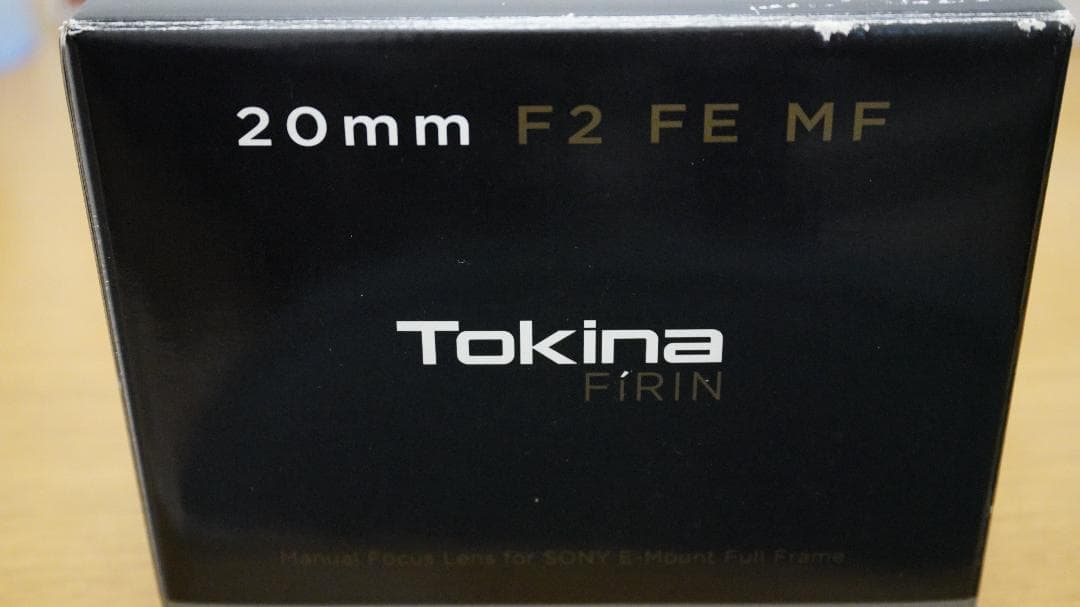 20mm F2 FE MF
Tokina
FíRIN
Manual Focus Lens for SONY E-Mount Full Frame